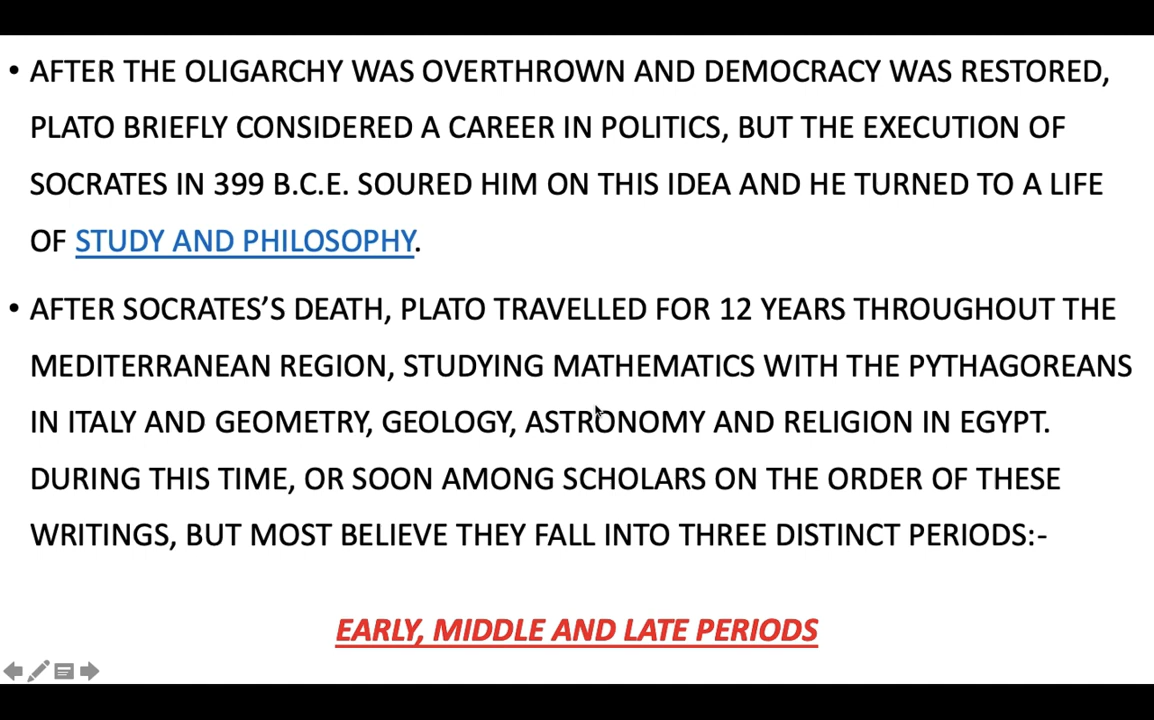 • AFTER THE OLIGARCHY WAS OVERTHROWN AND DEMOCRACY WAS RESTORED,
PLATO BRIEFLY CONSIDERED A CAREER IN POLITICS, BUT THE EXECUTION OF
SOCRATES IN 399 B.C.E. SOURED HIM ON THIS IDEA AND HE TURNED TO A LIFE
OF STUDY AND PHILOSOPHY.
• AFTER SOCRATES’S DEATH, PLATO TRAVELLED FOR 12 YEARS THROUGHOUT THE
MEDITERRANEAN REGION, STUDYING MATHEMATICS WITH THE PYTHAGOREANS
IN ITALY AND GEOMETRY, GEOLOGY, ASTRONOMY AND RELIGION IN EGYPT.
DURING THIS TIME, OR SOON AMONG SCHOLARS ON THE ORDER OF THESE
WRITINGS, BUT MOST BELIEVE THEY FALL INTO THREE DISTINCT PERIODS:-
EARLY, MIDDLE AND LATE PERIODS